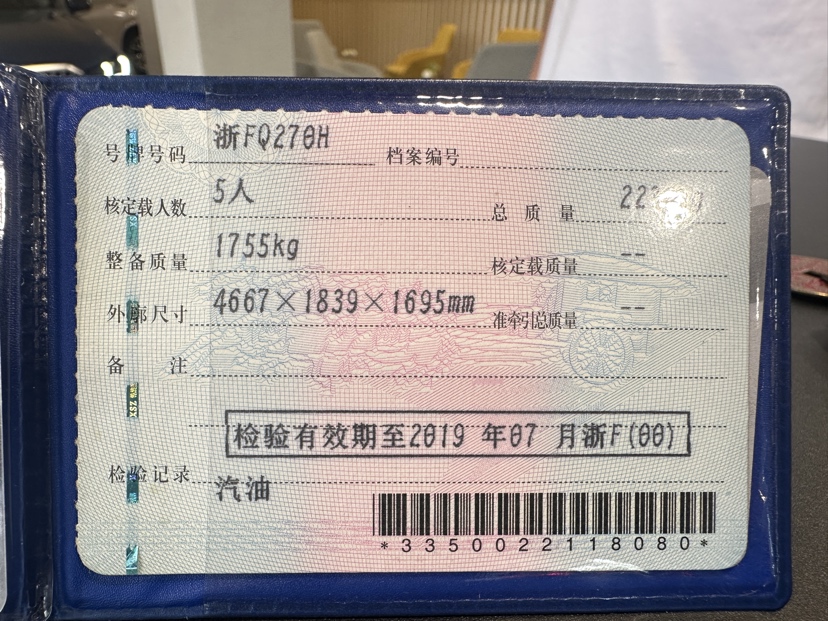 号牌号码 浙FQ270H 档案编号
核定载人数 5人 总质量
整备质量 1755kg 核定载质量 --
外廓尺寸 4667×1839×1695mm 准牵引总质量 --
备注
检验有效期至2019 年07 月浙F(00)
检验记录 汽油
*3350022118080*